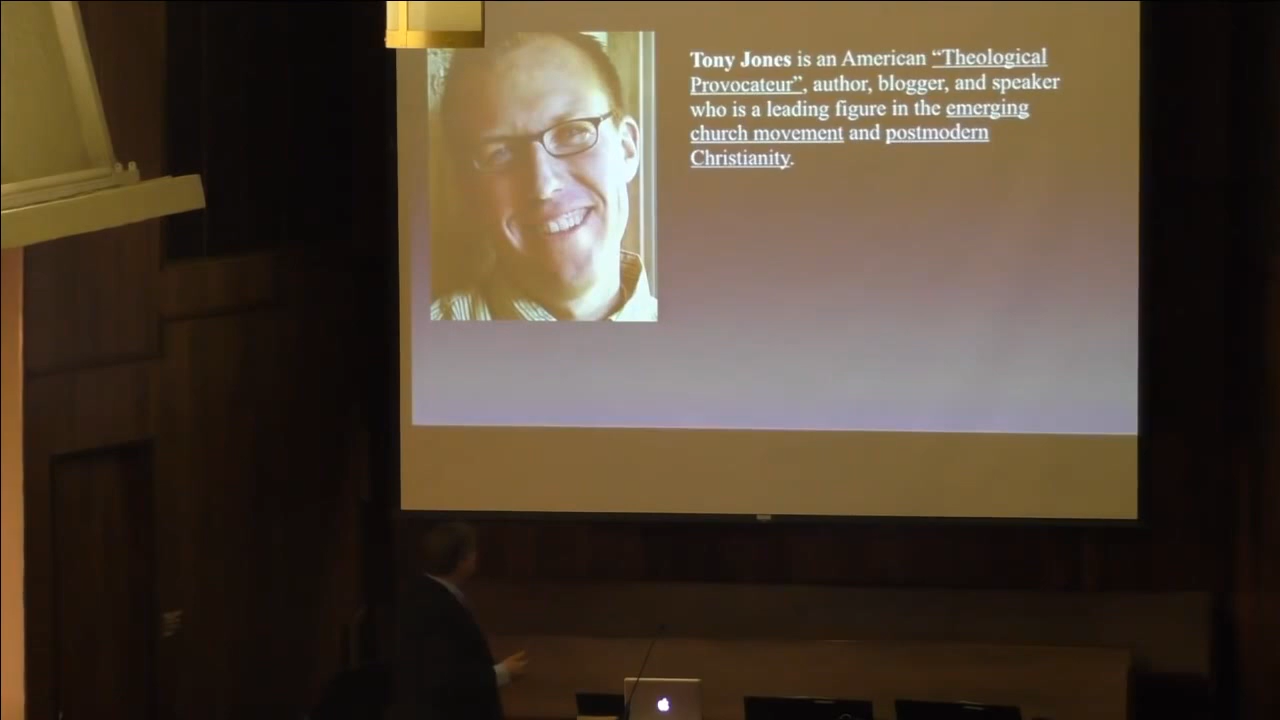 Tony Jones is an American “Theological
Provocateur”, author, blogger, and speaker
who is a leading figure in the emerging
church movement and postmodern
Christianity.